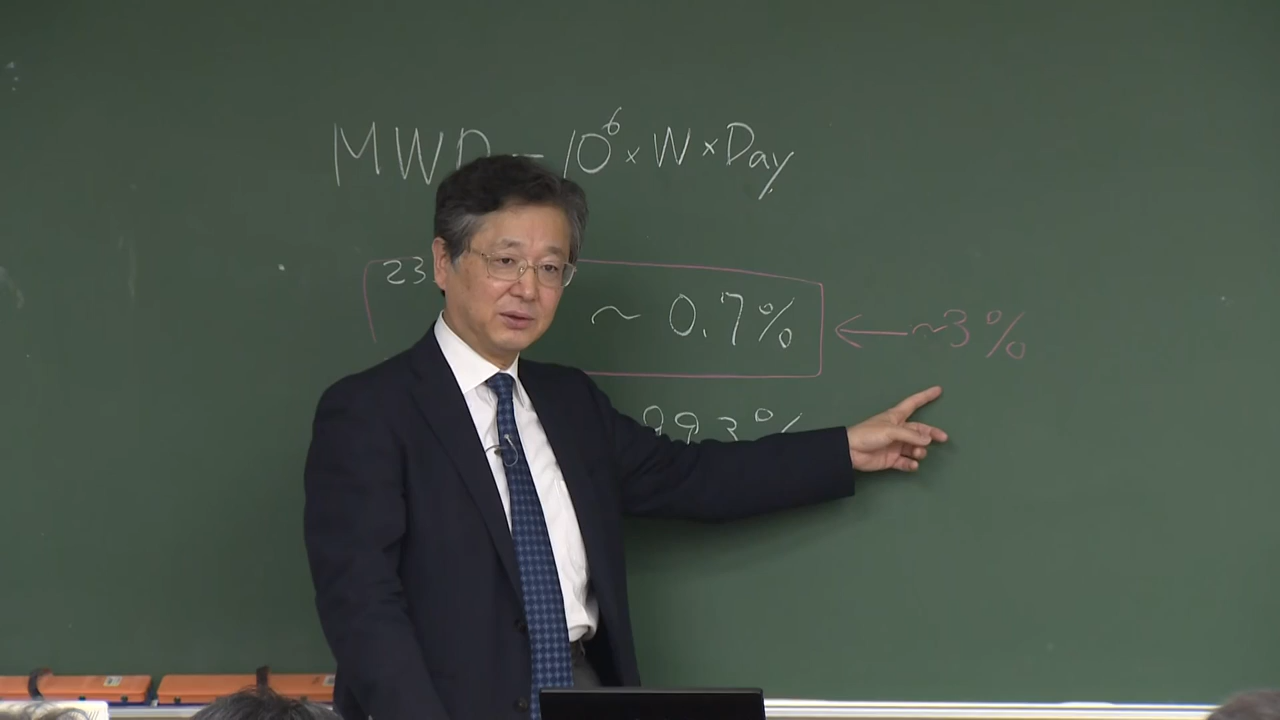 MWD = 10⁶ × W × Day
23 ~ 0.7% ← ~3%
99.3%